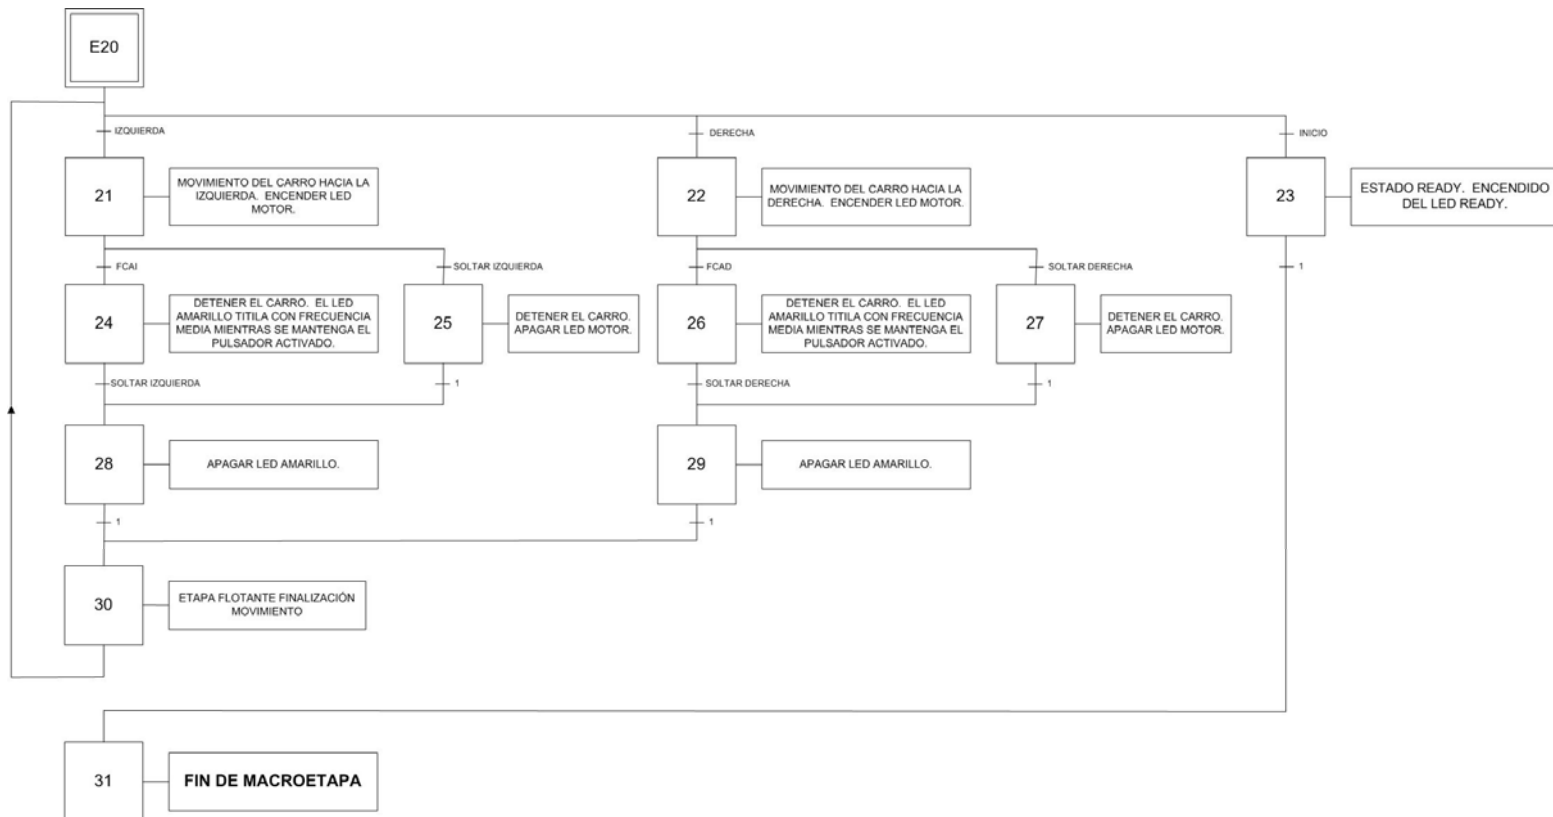 E20
IZQUIERDA
DERECHA
INICIO
21
MOVIMIENTO DEL CARRO HACIA LA
IZQUIERDA. ENCENDER LED
MOTOR.
22
MOVIMIENTO DEL CARRO HACIA LA
DERECHA. ENCENDER LED MOTOR.
23
ESTADO READY. ENCENDIDO
DEL LED READY.
FCAI
SOLTAR IZQUIERDA
FCAD
SOLTAR DERECHA
1
24
DETENER EL CARRO. EL LED
AMARILLO TITILA CON FRECUENCIA
MEDIA MIENTRAS SE MANTENGA EL
PULSADOR ACTIVADO.
25
DETENER EL CARRO.
APAGAR LED MOTOR.
26
DETENER EL CARRO. EL LED
AMARILLO TITILA CON FRECUENCIA
MEDIA MIENTRAS SE MANTENGA EL
PULSADOR ACTIVADO.
27
DETENER EL CARRO.
APAGAR LED MOTOR.
SOLTAR IZQUIERDA
1
SOLTAR DERECHA
1
28
APAGAR LED AMARILLO.
29
APAGAR LED AMARILLO.
1
1
30
ETAPA FLOTANTE FINALIZACIÓN
MOVIMIENTO
31
FIN DE MACROETAPA